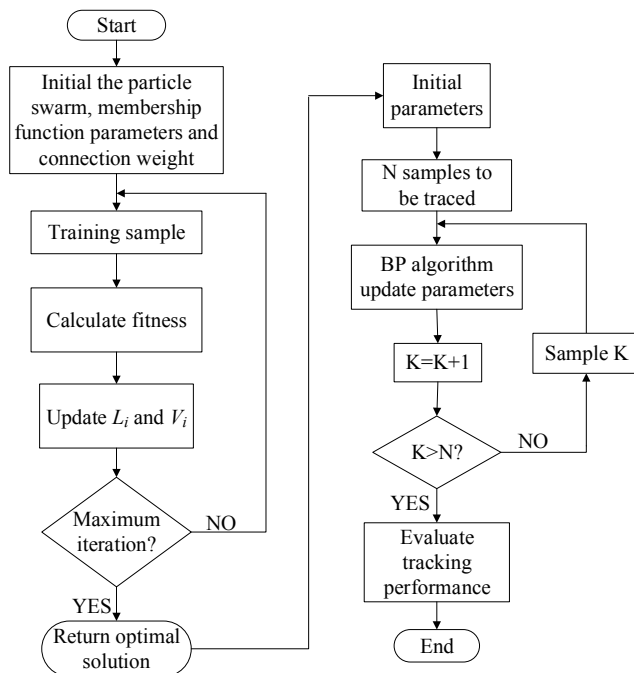 Start
Initial the particle
swarm, membership
function parameters and
connection weight
Training sample
Calculate fitness
Update Li and Vi
Maximum
iteration?
NO
YES
Return optimal
solution
Initial
parameters
N samples to
be traced
BP algorithm
update parameters
K=K+1
Sample K
K>N?
NO
YES
Evaluate
tracking
performance
End